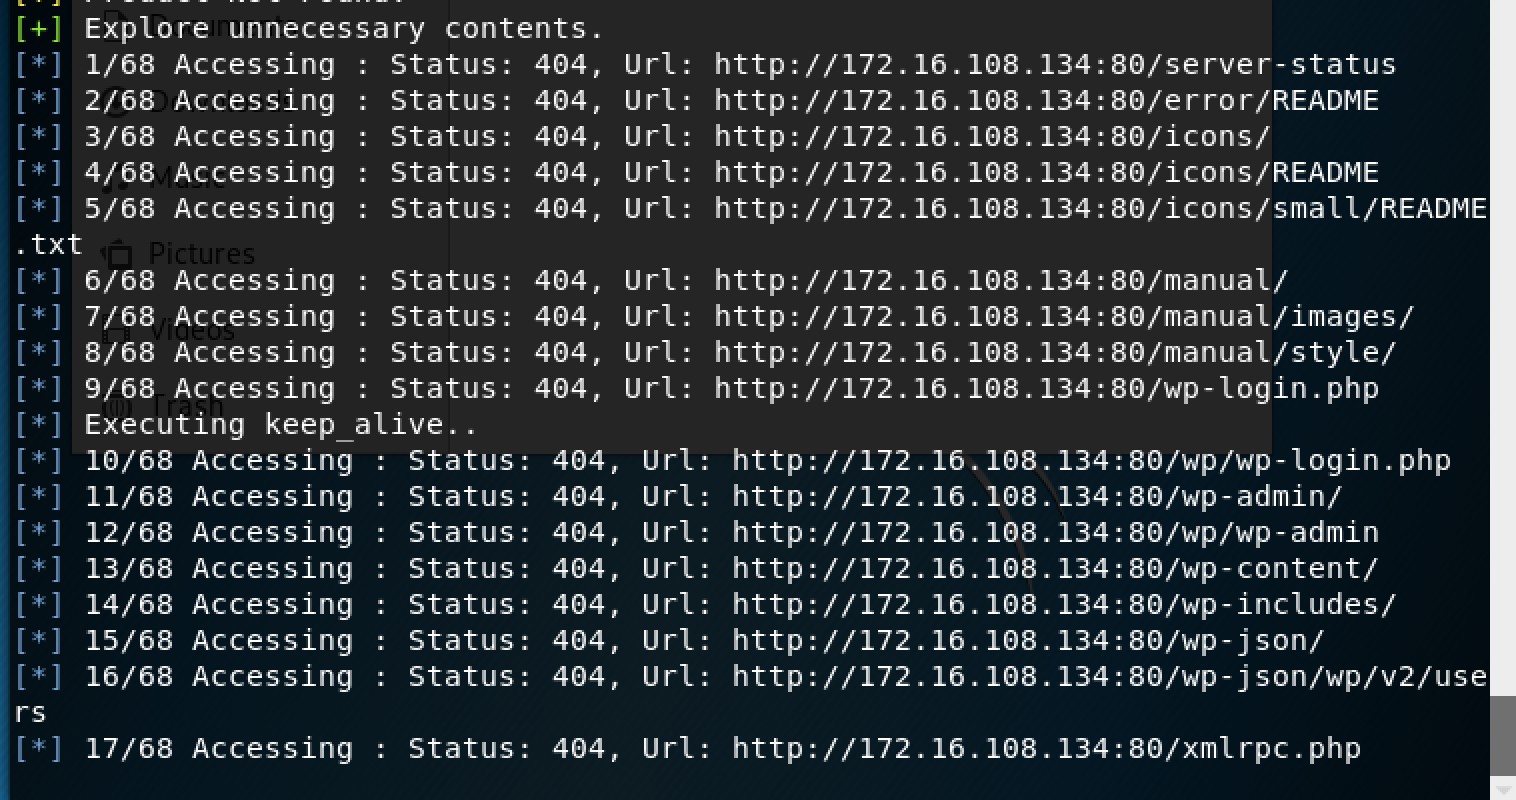 [+] Explore unnecessary contents.
[*] 1/68 Accessing : Status: 404, Url: http://172.16.108.134:80/server-status
[*] 2/68 Accessing : Status: 404, Url: http://172.16.108.134:80/error/README
[*] 3/68 Accessing : Status: 404, Url: http://172.16.108.134:80/icons/
[*] 4/68 Accessing : Status: 404, Url: http://172.16.108.134:80/icons/README
[*] 5/68 Accessing : Status: 404, Url: http://172.16.108.134:80/icons/small/README
.txt
Pictures
[*] 6/68 Accessing : Status: 404, Url: http://172.16.108.134:80/manual/
[*] 7/68 Accessing : Status: 404, Url: http://172.16.108.134:80/manual/images/
Videos
[*] 8/68 Accessing : Status: 404, Url: http://172.16.108.134:80/manual/style/
[*] 9/68 Accessing : Status: 404, Url: http://172.16.108.134:80/wp-login.php
Trash
[*] Executing keep_alive..
[*] 10/68 Accessing : Status: 404, Url: http://172.16.108.134:80/wp/wp-login.php
[*] 11/68 Accessing : Status: 404, Url: http://172.16.108.134:80/wp-admin/
[*] 12/68 Accessing : Status: 404, Url: http://172.16.108.134:80/wp/wp-admin
[*] 13/68 Accessing : Status: 404, Url: http://172.16.108.134:80/wp-content/
[*] 14/68 Accessing : Status: 404, Url: http://172.16.108.134:80/wp-includes/
[*] 15/68 Accessing : Status: 404, Url: http://172.16.108.134:80/wp-json/
[*] 16/68 Accessing : Status: 404, Url: http://172.16.108.134:80/wp-json/wp/v2/use
rs
[*] 17/68 Accessing : Status: 404, Url: http://172.16.108.134:80/xmlrpc.php